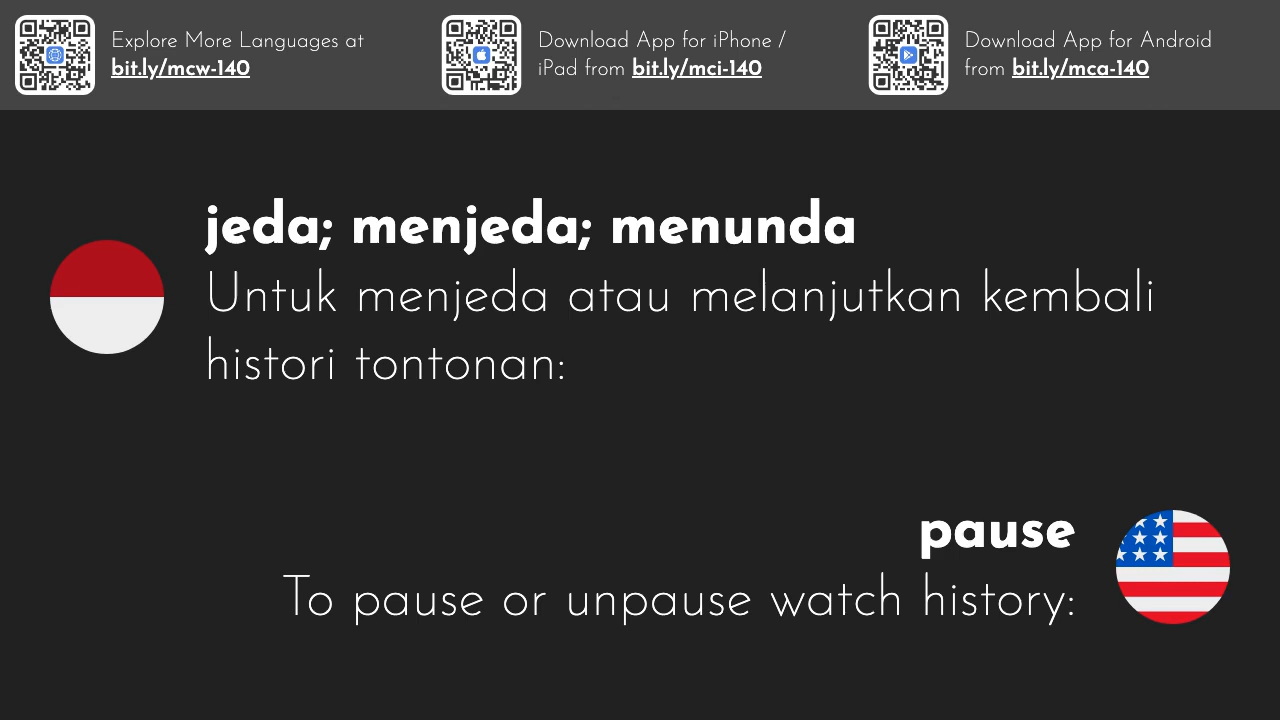 Explore More Languages at
bit.ly/mcw-140
Download App for iPhone /
iPad from bit.ly/mci-140
Download App for Android
from bit.ly/mca-140
jeda; menjeda; menunda
Untuk menjeda atau melanjutkan kembali
histori tontonan:
pause
To pause or unpause watch history: